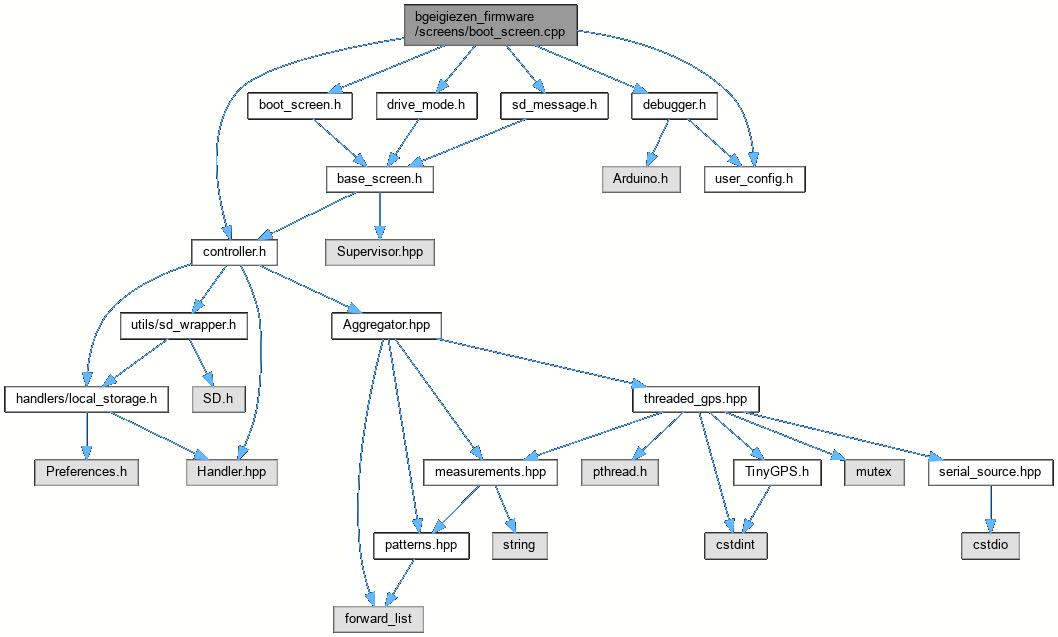 bgeigiezen_firmware
/screens/boot_screen.cpp
boot_screen.h
drive_mode.h
sd_message.h
debugger.h
base_screen.h
Arduino.h
user_config.h
controller.h
Supervisor.hpp
utils/sd_wrapper.h
Aggregator.hpp
handlers/local_storage.h
SD.h
threaded_gps.hpp
Preferences.h
Handler.hpp
measurements.hpp
pthread.h
TinyGPS.h
mutex
serial_source.hpp
patterns.hpp
string
cstdint
cstdio
forward_list